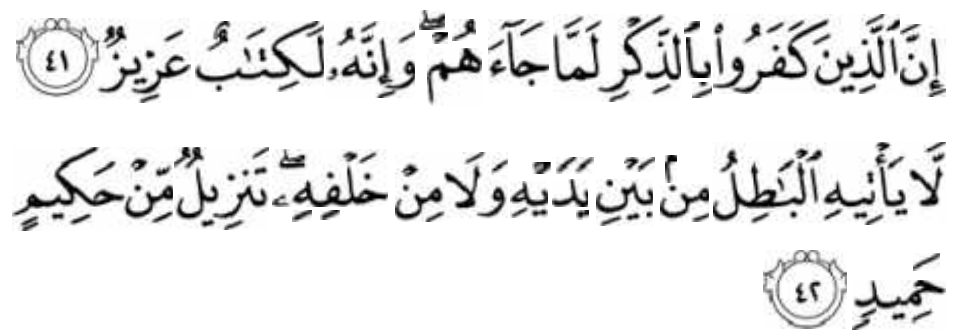 إِنَّ ٱلَّذِينَ كَفَرُوا۟ بِٱلذِّكْرِ لَمَّا جَآءَهُمْ ۖ وَإِنَّهُۥ لَكِتَـٰبٌ عَزِيزٌ ٤١
لَّا يَأْتِيهِ ٱلْبَـٰطِلُ مِنۢ بَيْنِ يَدَيْهِ وَلَا مِنْ خَلْفِهِۦ ۖ تَنزِيلٌ مِّنْ حَكِيمٍ
حَمِيدٍ ٤٢